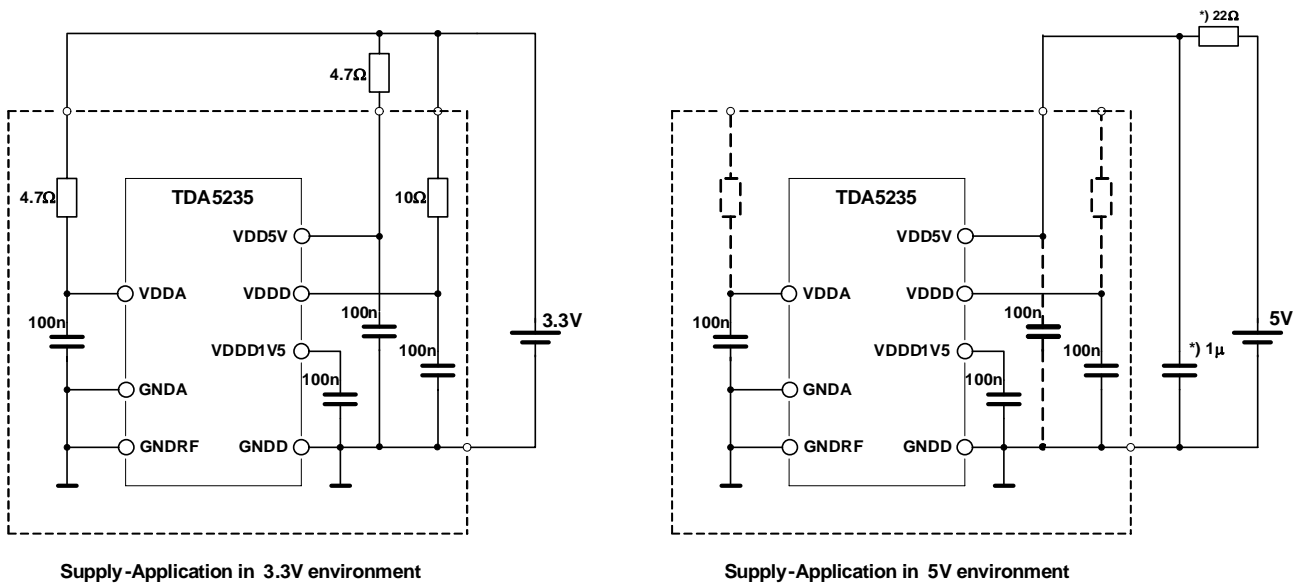 4.7Ω
4.7Ω
10Ω
TDA5235
VDD5V
VDDA
VDDD
100n
100n
3.3V
VDDD1V5
100n
100n
GNDA
GNDRF
GNDD
Supply-Application in 3.3V environment
*) 22Ω
TDA5235
VDD5V
VDDA
VDDD
100n
100n
5V
VDDD1V5
100n
*) 1µ
100n
GNDA
GNDRF
GNDD
Supply-Application in 5V environment